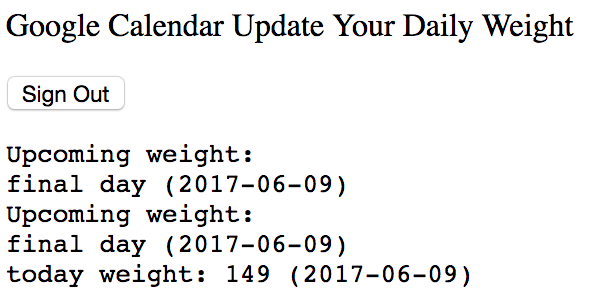 Google Calendar Update Your Daily Weight
Sign Out
Upcoming weight:
final day (2017-06-09)
Upcoming weight:
final day (2017-06-09)
today weight: 149 (2017-06-09)